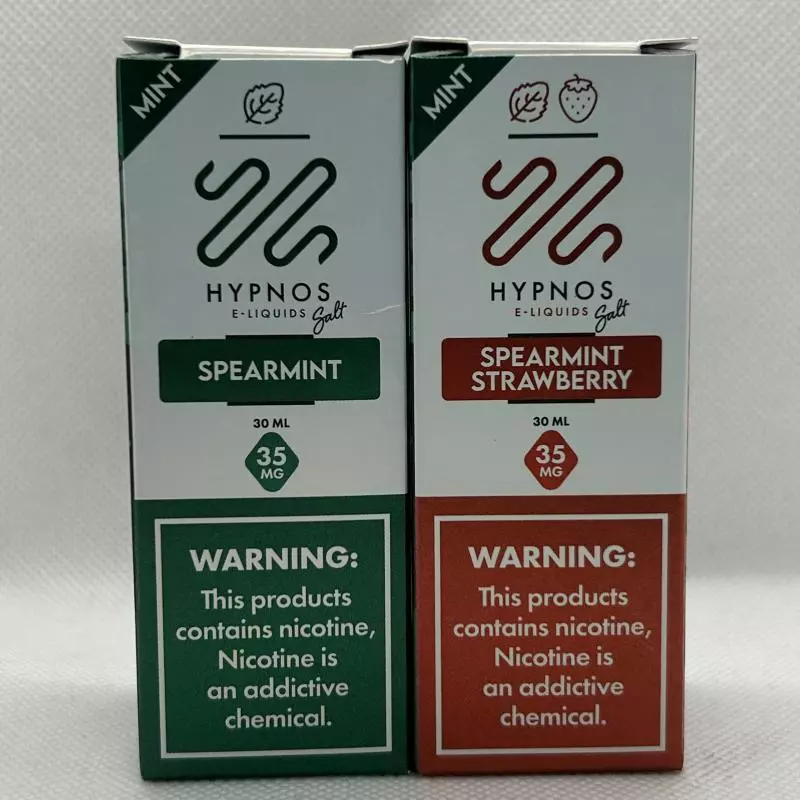 MINT
HYPNOS
E-LIQUIDS Salt
SPEARMINT
30 ML
35
MG
WARNING:
This products
contains nicotine,
Nicotine is
an addictive
chemical.
MINT
HYPNOS
E-LIQUIDS Salt
SPEARMINT
STRAWBERRY
30 ML
35
MG
WARNING:
This products
contains nicotine,
Nicotine is
an addictive
chemical.